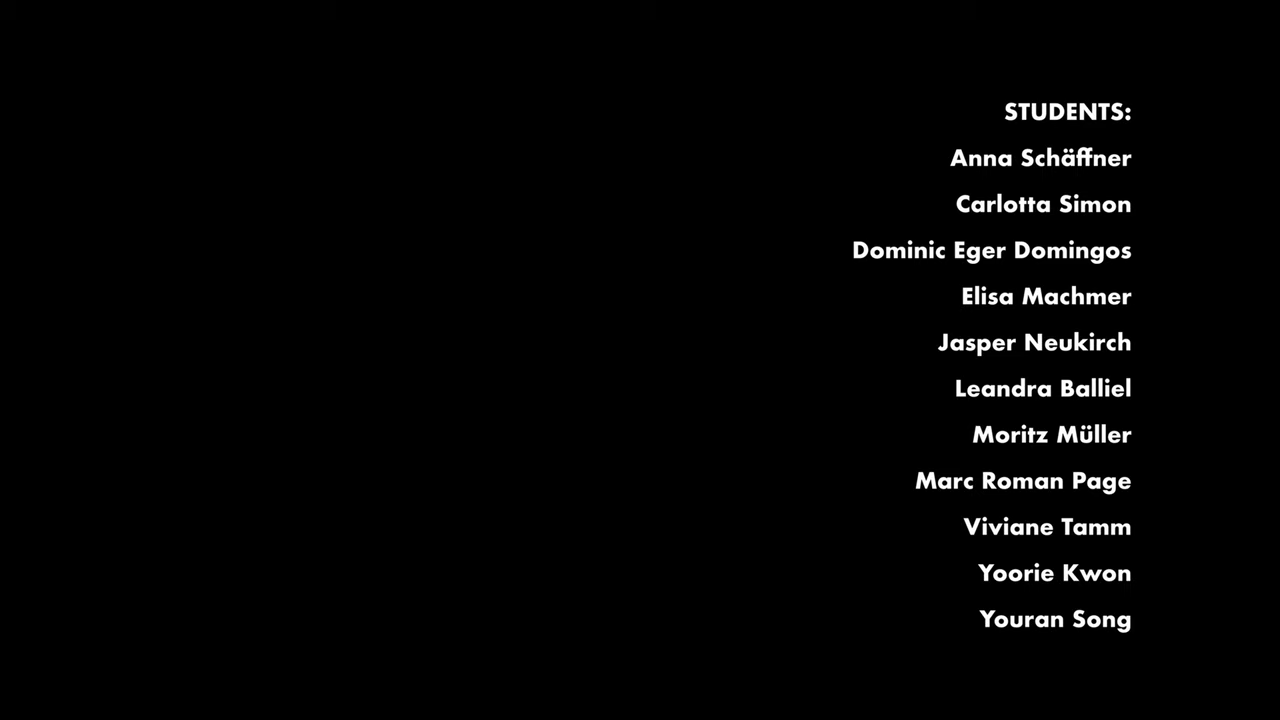 STUDENTS:
Anna Schäffner
Carlotta Simon
Dominic Eger Domingos
Elisa Machmer
Jasper Neukirch
Leandra Balliel
Moritz Müller
Marc Roman Page
Viviane Tamm
Yoorie Kwon
Youran Song